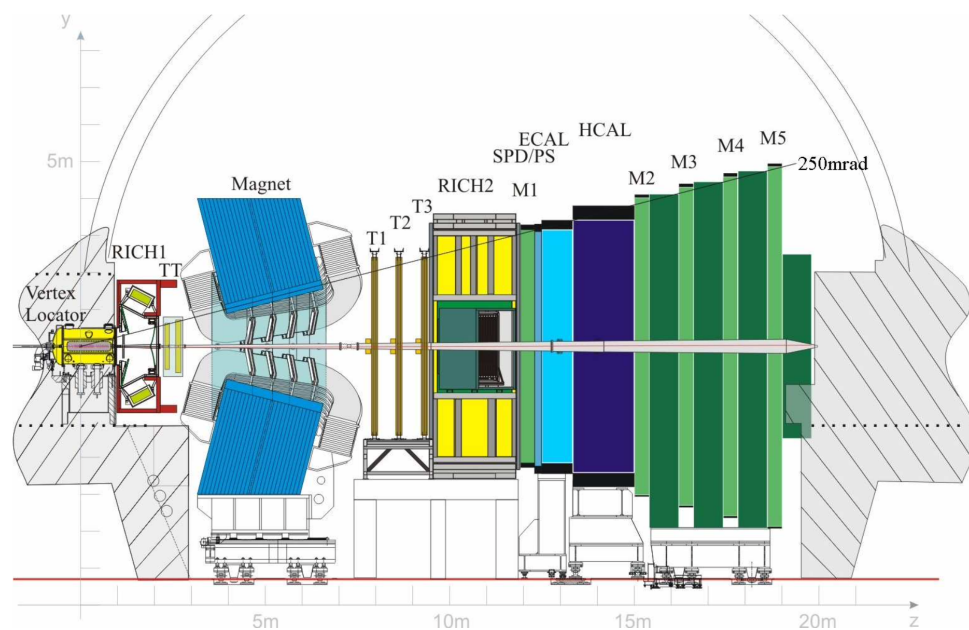 y
5m
ECAL
HCAL
SPD/PS
Magnet
RICH2
M1
M2
M3
M4
M5
250mrad
T1
T2
T3
RICH1
TT
Vertex
Locator
5m
10m
15m
20m
z